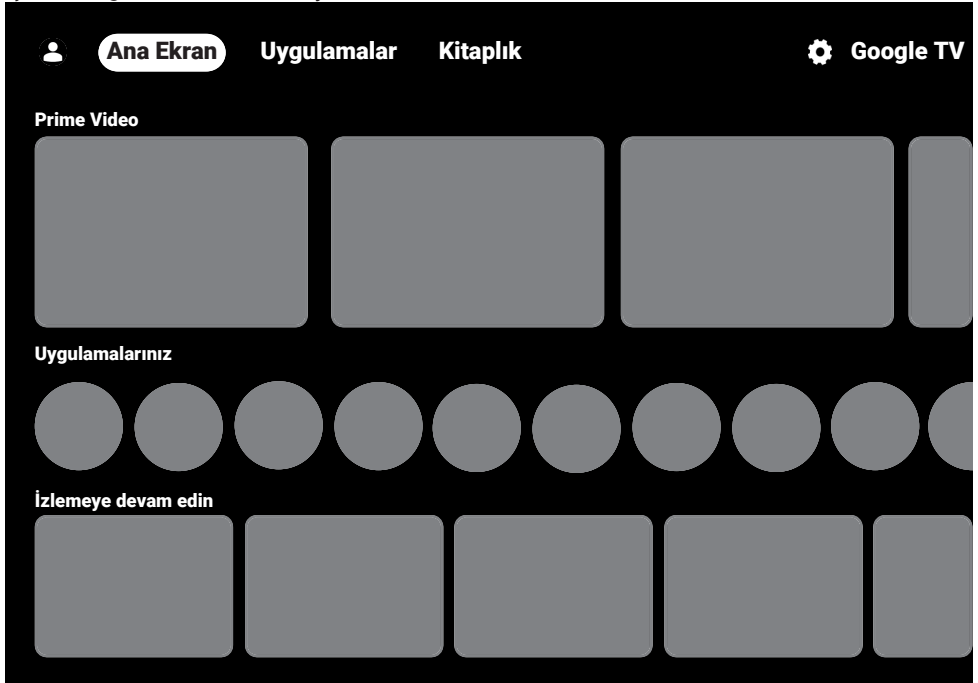 Ana Ekran Uygulamalar Kitaplık Google TV
Prime Video
Uygulamalarınız
İzlemeye devam edin